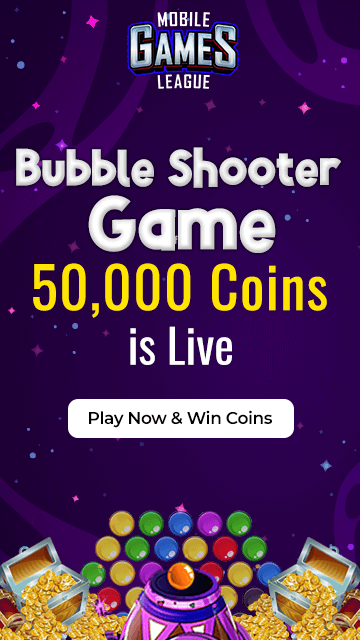 MOBILE
GAMES
LEAGUE
Bubble Shooter
Game
50,000 Coins
is Live
Play Now & Win Coins